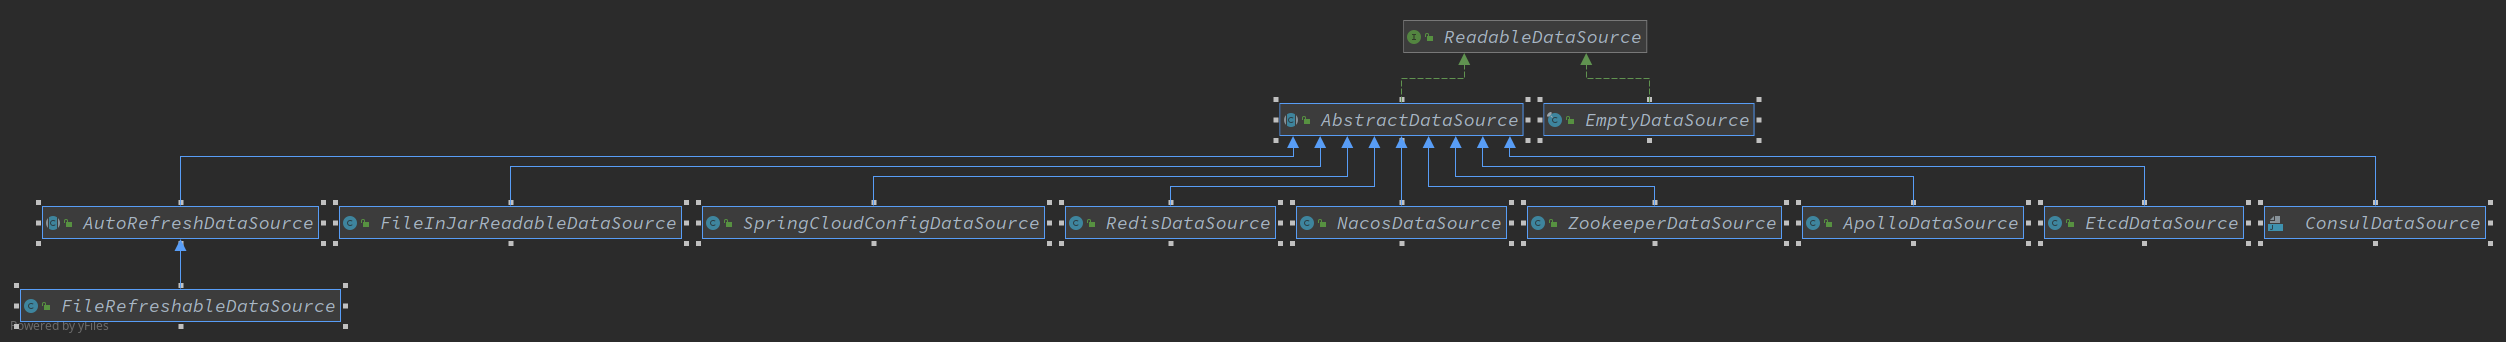 ReadableDataSource
AbstractDataSource
EmptyDataSource
AutoRefreshDataSource
FileInJarReadableDataSource
SpringCloudConfigDataSource
RedisDataSource
NacosDataSource
ZookeeperDataSource
ApolloDataSource
EtcdDataSource
ConsulDataSource
FileRefreshableDataSource
Powered by yFiles